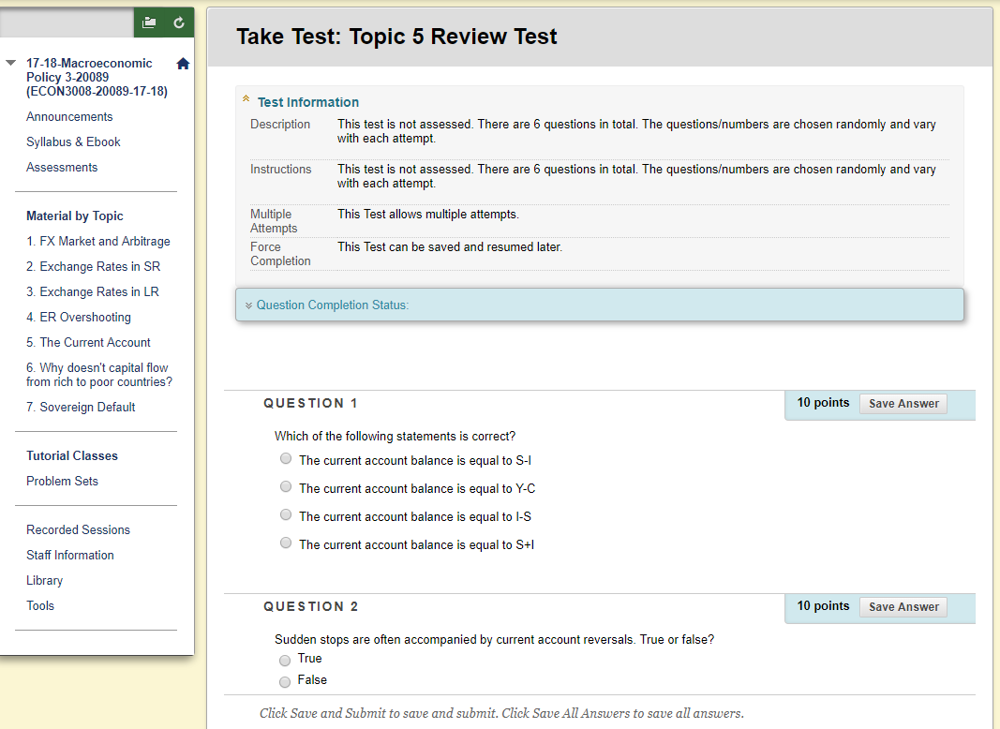 17-18-Macroeconomic
Policy 3-20089
(ECON3008-20089-17-18)
Announcements
Syllabus & Ebook
Assessments
Material by Topic
1. FX Market and Arbitrage
2. Exchange Rates in SR
3. Exchange Rates in LR
4. ER Overshooting
5. The Current Account
6. Why doesn't capital flow
from rich to poor countries?
7. Sovereign Default
Tutorial Classes
Problem Sets
Recorded Sessions
Staff Information
Library
Tools
Take Test: Topic 5 Review Test
Test Information
Description This test is not assessed. There are 6 questions in total. The questions/numbers are chosen randomly and vary
with each attempt.
Instructions This test is not assessed. There are 6 questions in total. The questions/numbers are chosen randomly and vary
with each attempt.
Multiple This Test allows multiple attempts.
Attempts
Force This Test can be saved and resumed later.
Completion
Question Completion Status:
QUESTION 1 10 points Save Answer
Which of the following statements is correct?
The current account balance is equal to S-I
The current account balance is equal to Y-C
The current account balance is equal to I-S
The current account balance is equal to S+I
QUESTION 2 10 points Save Answer
Sudden stops are often accompanied by current account reversals. True or false?
True
False
Click Save and Submit to save and submit. Click Save All Answers to save all answers.